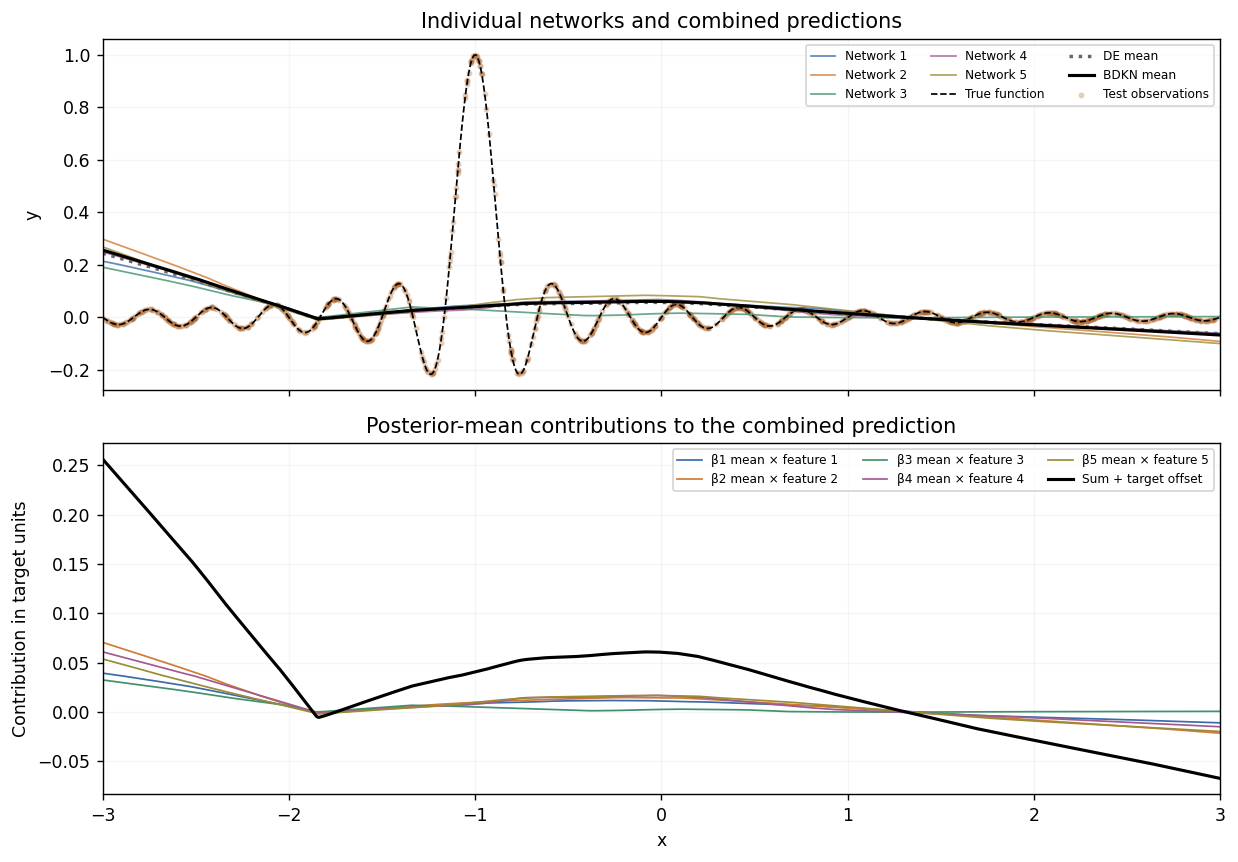 Individual networks and combined predictions
Network 1 Network 4 DE mean
Network 2 Network 5 BDKN mean
Network 3 True function Test observations
1.0
0.8
0.6
0.4
0.2
0.0
−0.2
y
Posterior-mean contributions to the combined prediction
β1 mean × feature 1 β3 mean × feature 3 β5 mean × feature 5
β2 mean × feature 2 β4 mean × feature 4 Sum + target offset
0.25
0.20
0.15
0.10
0.05
0.00
−0.05
Contribution in target units
−3 −2 −1 0 1 2 3
x